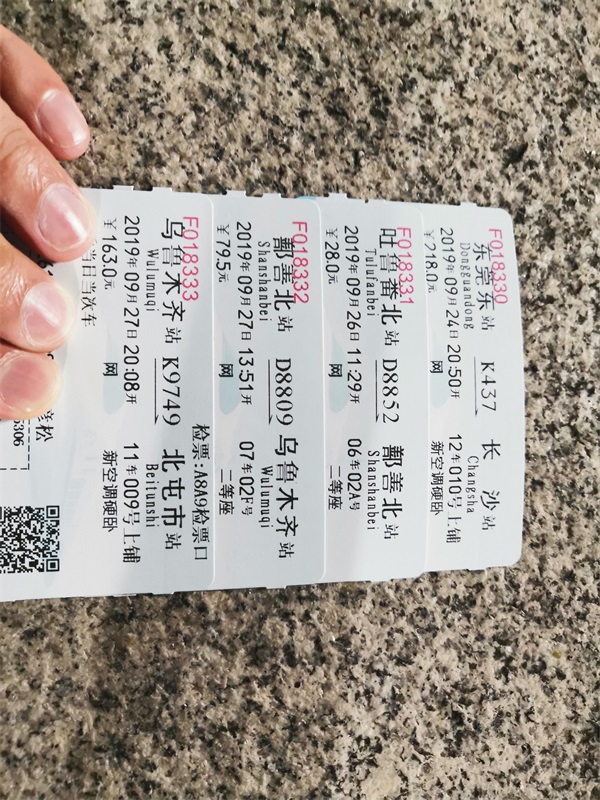 F018330
东莞东站 K437 长沙站
Dongguandong Changsha
2019年09月24日20:50开 12车010号上铺
￥218.0元 网 新空调硬卧
F018331
吐鲁番北站 D8852 鄯善北站
Tulufanbei Shanshanbei
2019年09月26日11:29开 06车02A号
￥28.0元 网 二等座
F018332
鄯善北站 D8809 乌鲁木齐站
Shanshanbei Wulumuqi
2019年09月27日13:51开 07车02F号
￥79.5元 网 二等座
F018333 检票:A8A9检票口
乌鲁木齐站 K9749 北屯市站
Wulumuqi Beitunshi
2019年09月27日20:08开 11车009号上铺
￥163.0元 网 新空调硬卧
当日当次车
松
6306